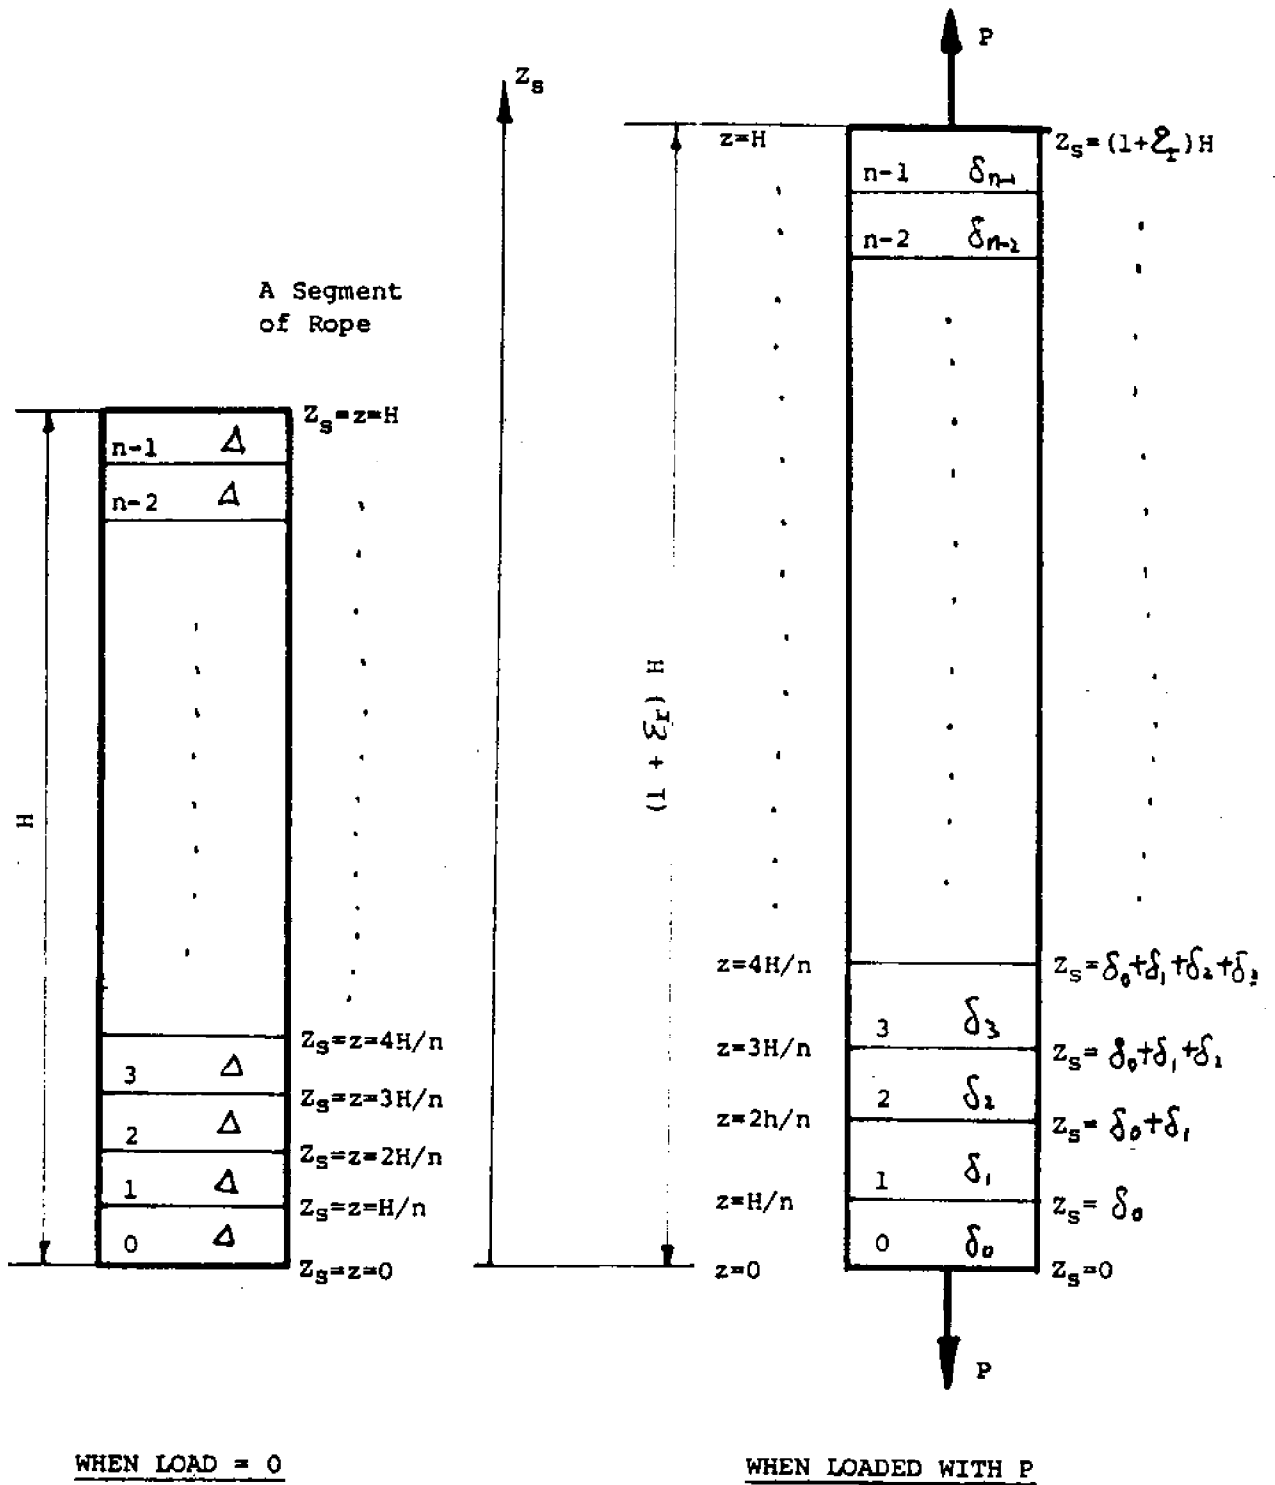 A Segment
of Rope
Z_s=z=H
n-1 Δ
n-2 Δ
H
Z_s=z=4H/n
3 Δ
Z_s=z=3H/n
2 Δ
Z_s=z=2H/n
1 Δ
Z_s=z=H/n
0 Δ
Z_s=z=0
WHEN LOAD = 0
Z_s
P
z=H
Z_s=(1+ε_r)H
n-1 δ_{n-1}
n-2 δ_{n-2}
(1 + ε_r) H
z=4H/n
Z_s=δ_0+δ_1+δ_2+δ_3
3 δ_3
z=3H/n
Z_s=δ_0+δ_1+δ_2
2 δ_2
z=2h/n
Z_s=δ_0+δ_1
1 δ_1
z=H/n
Z_s=δ_0
0 δ_0
z=0
Z_s=0
P
WHEN LOADED WITH P